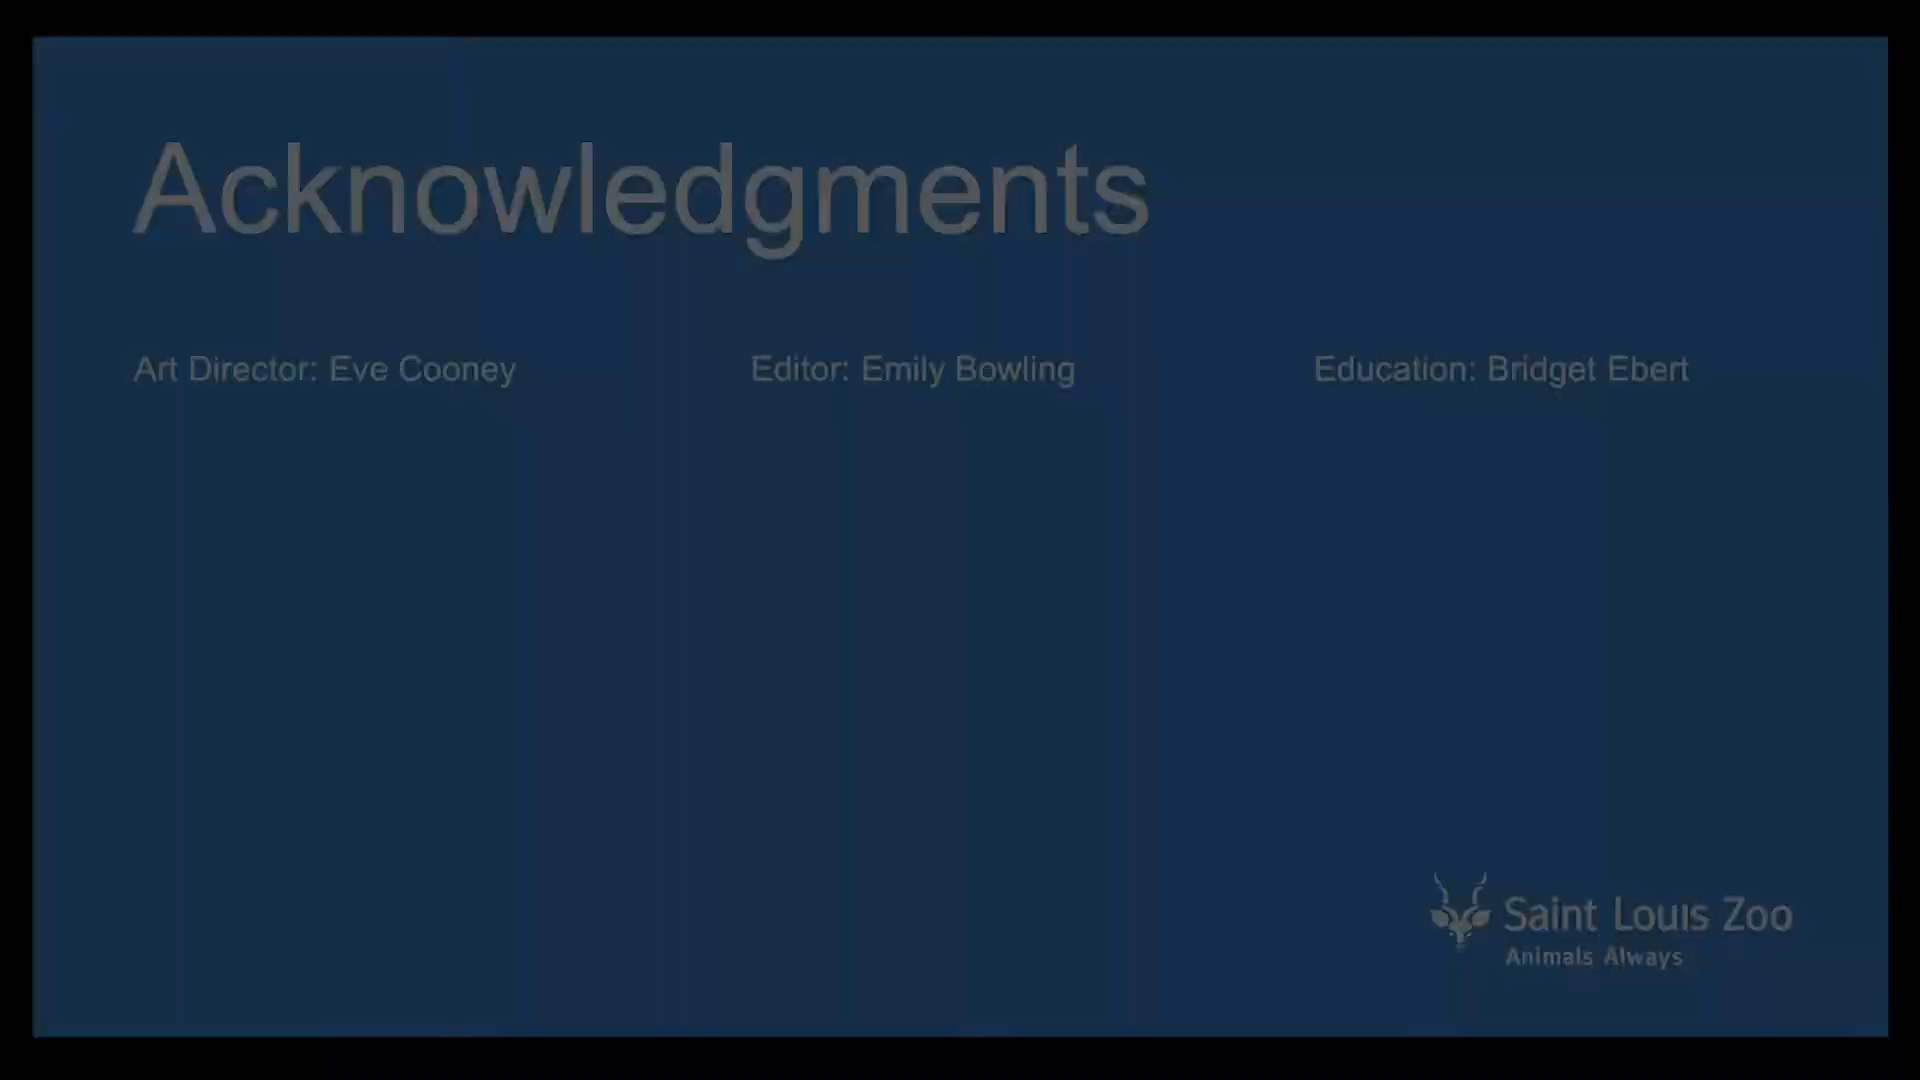 Acknowledgments
Art Director: Eve Cooney
Editor: Emily Bowling
Education: Bridget Ebert
Saint Louis Zoo
Animals Always